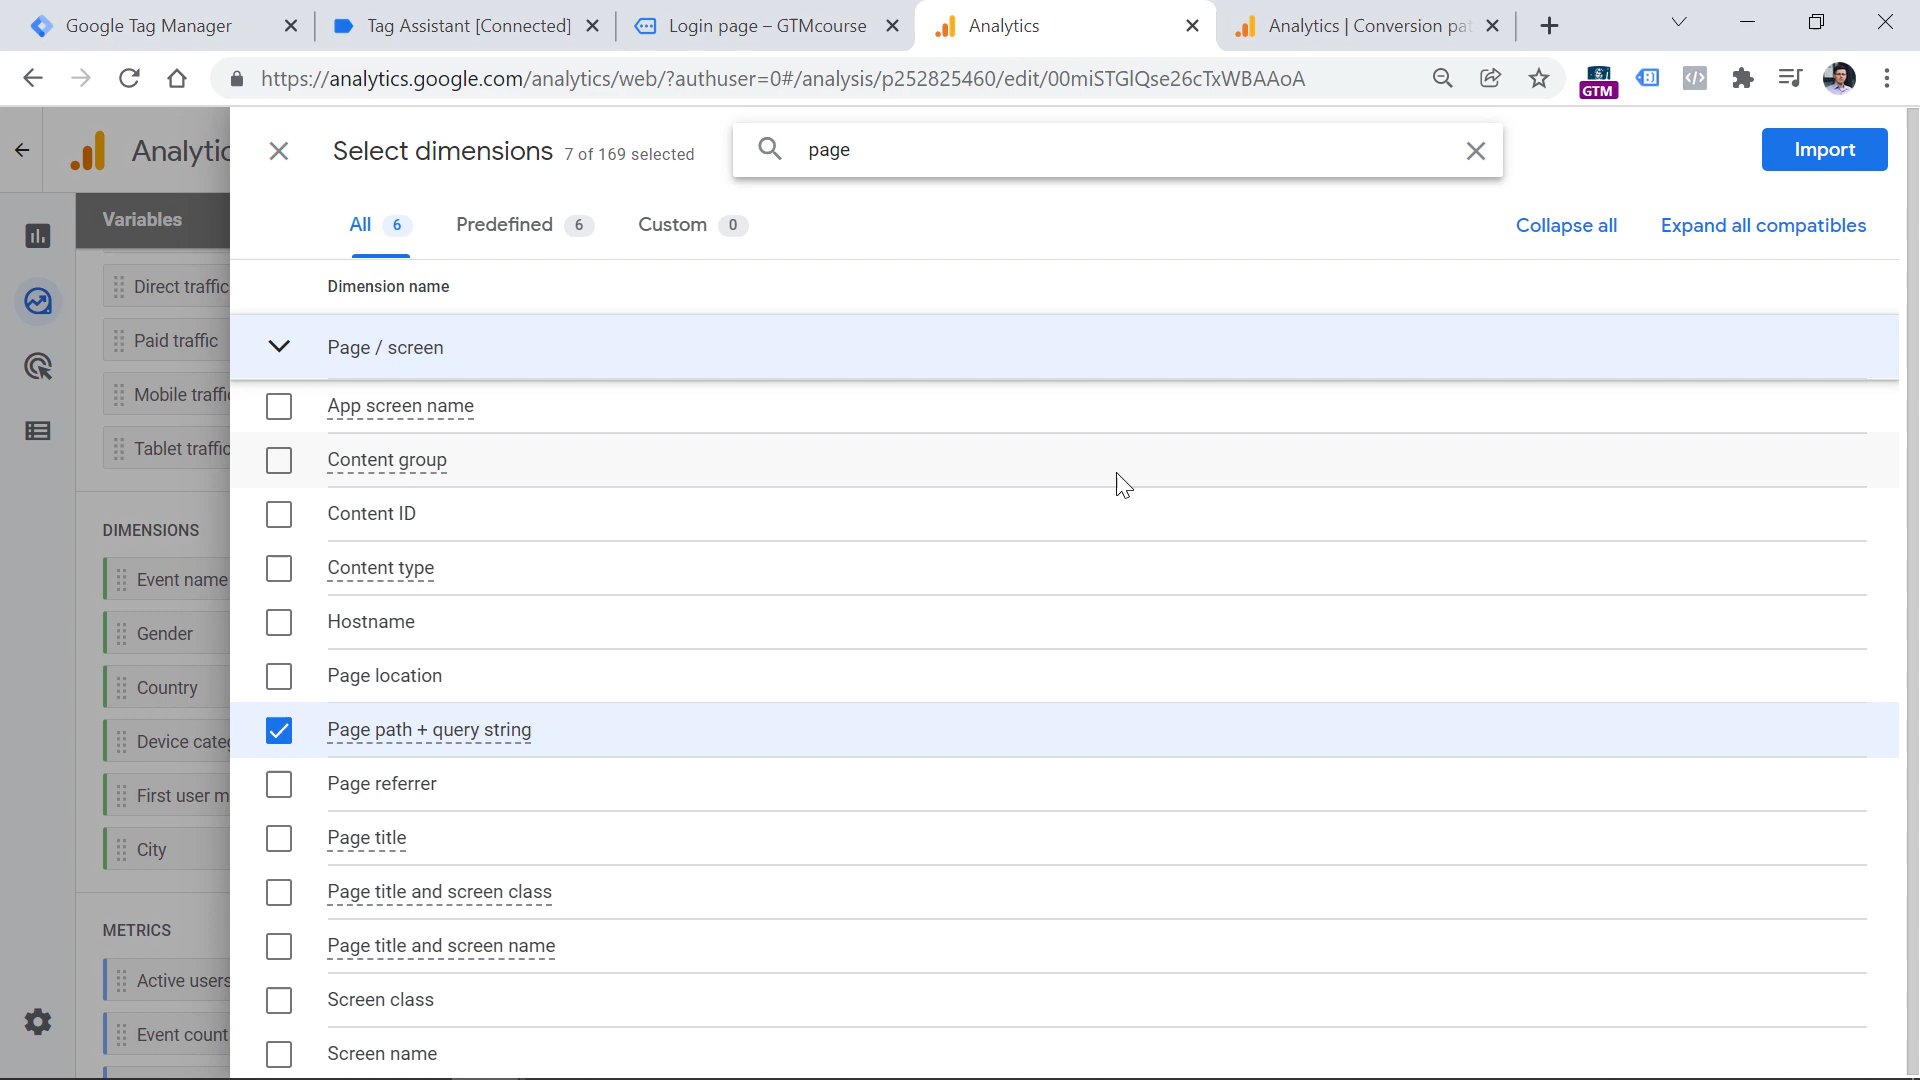 Google Tag Manager
Tag Assistant [Connected]
Login page – GTMcourse
Analytics
Analytics | Conversion pat
https://analytics.google.com/analytics/web/?authuser=0#/analysis/p252825460/edit/00miSTGlQse26cTxWBAAoA
GTM
Analytic
Select dimensions 7 of 169 selected
page
Import
Variables
All 6
Predefined 6
Custom 0
Collapse all
Expand all compatibles
Direct traffic
Paid traffic
Mobile traffi
Tablet traffic
DIMENSIONS
Event name
Gender
Country
Device cate
First user m
City
METRICS
Active users
Event count
Dimension name
Page / screen
App screen name
Content group
Content ID
Content type
Hostname
Page location
Page path + query string
Page referrer
Page title
Page title and screen class
Page title and screen name
Screen class
Screen name